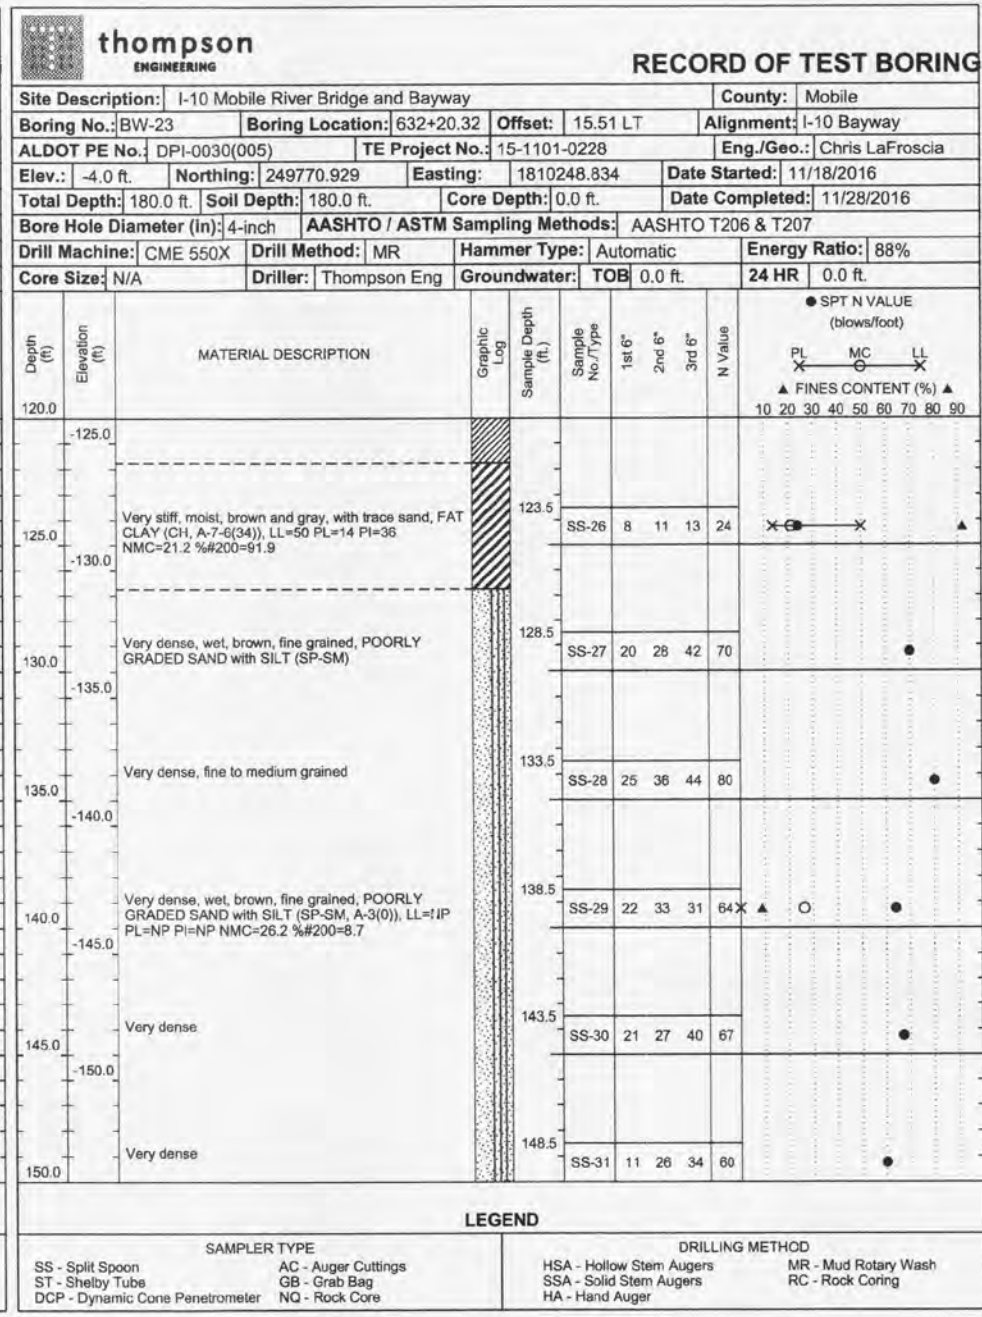 thompson
ENGINEERING
RECORD OF TEST BORING
Site Description: I-10 Mobile River Bridge and Bayway County: Mobile
Boring No.: BW-23 Boring Location: 632+20.32 Offset: 15.51 LT Alignment: I-10 Bayway
ALDOT PE No.: DPI-0030(005) TE Project No.: 15-1101-0228 Eng./Geo.: Chris LaFroscia
Elev.: -4.0 ft. Northing: 249770.929 Easting: 1810248.834 Date Started: 11/18/2016
Total Depth: 180.0 ft. Soil Depth: 180.0 ft. Core Depth: 0.0 ft. Date Completed: 11/28/2016
Bore Hole Diameter (in): 4-inch AASHTO / ASTM Sampling Methods: AASHTO T206 & T207
Drill Machine: CME 550X Drill Method: MR Hammer Type: Automatic Energy Ratio: 88%
Core Size: N/A Driller: Thompson Eng Groundwater: TOB 0.0 ft. 24 HR 0.0 ft.
Depth (ft) Elevation (ft) MATERIAL DESCRIPTION Graphic Log Sample Depth (ft.) Sample No./Type 1st 6" 2nd 6" 3rd 6" N Value
● SPT N VALUE
(blows/foot)
PL MC LL
▲ FINES CONTENT (%) ▲
10 20 30 40 50 60 70 80 90
120.0
-125.0
123.5
Very stiff, moist, brown and gray, with trace sand, FAT
CLAY (CH, A-7-6(34)), LL=50 PL=14 PI=36
NMC=21.2 %#200=91.9
SS-26 8 11 13 24
125.0
-130.0
128.5
Very dense, wet, brown, fine grained, POORLY
GRADED SAND with SILT (SP-SM)
SS-27 20 28 42 70
130.0
-135.0
133.5
Very dense, fine to medium grained
SS-28 25 36 44 80
135.0
-140.0
138.5
Very dense, wet, brown, fine grained, POORLY
GRADED SAND with SILT (SP-SM, A-3(0)), LL=NP
PL=NP PI=NP NMC=26.2 %#200=8.7
SS-29 22 33 31 64
140.0
-145.0
143.5
Very dense
SS-30 21 27 40 67
145.0
-150.0
148.5
Very dense
SS-31 11 26 34 60
150.0
LEGEND
SAMPLER TYPE
SS - Split Spoon AC - Auger Cuttings
ST - Shelby Tube GB - Grab Bag
DCP - Dynamic Cone Penetrometer NQ - Rock Core
DRILLING METHOD
HSA - Hollow Stem Augers MR - Mud Rotary Wash
SSA - Solid Stem Augers RC - Rock Coring
HA - Hand Auger